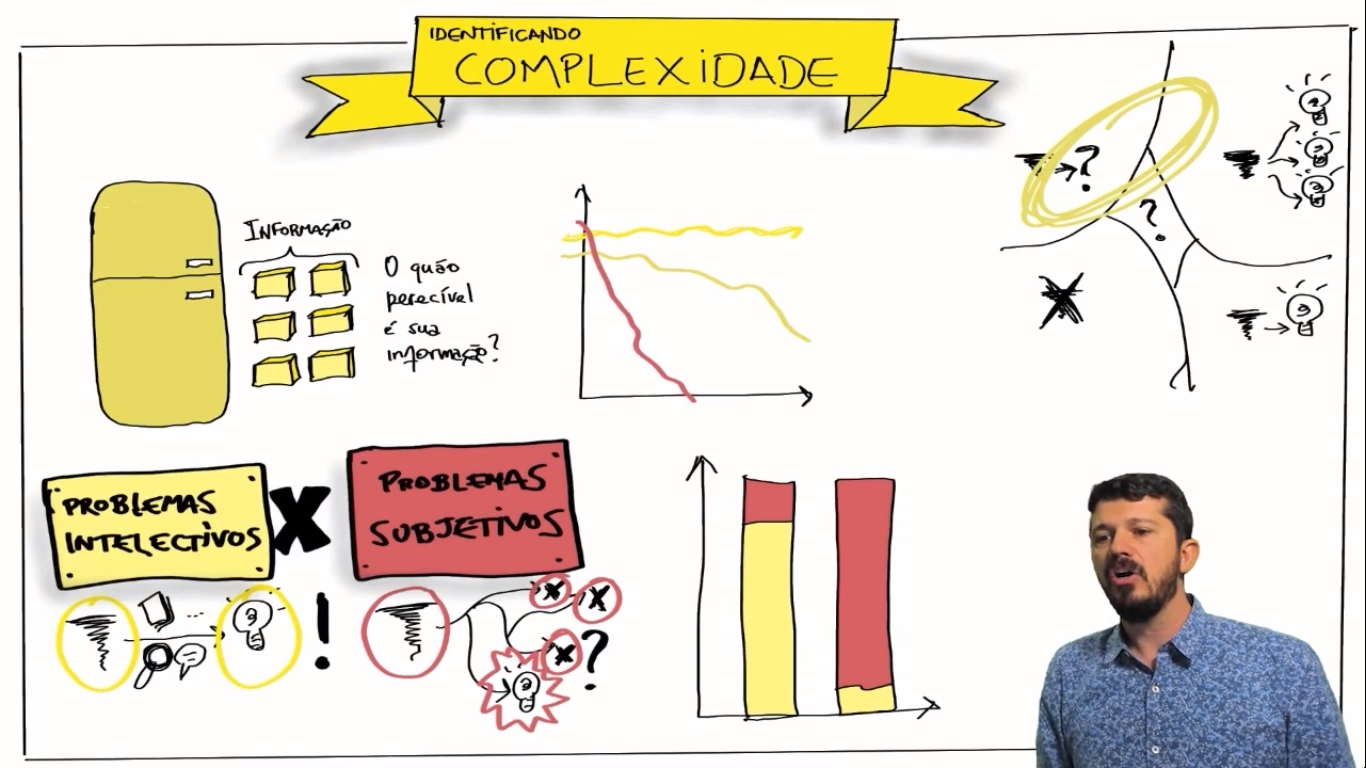 IDENTIFICANDO
COMPLEXIDADE
INFORMAÇÃO
O quão
perecível
é sua
informação?
?
?
PROBLEMAS
INTELECTIVOS
X
PROBLEMAS
SUBJETIVOS
!
?